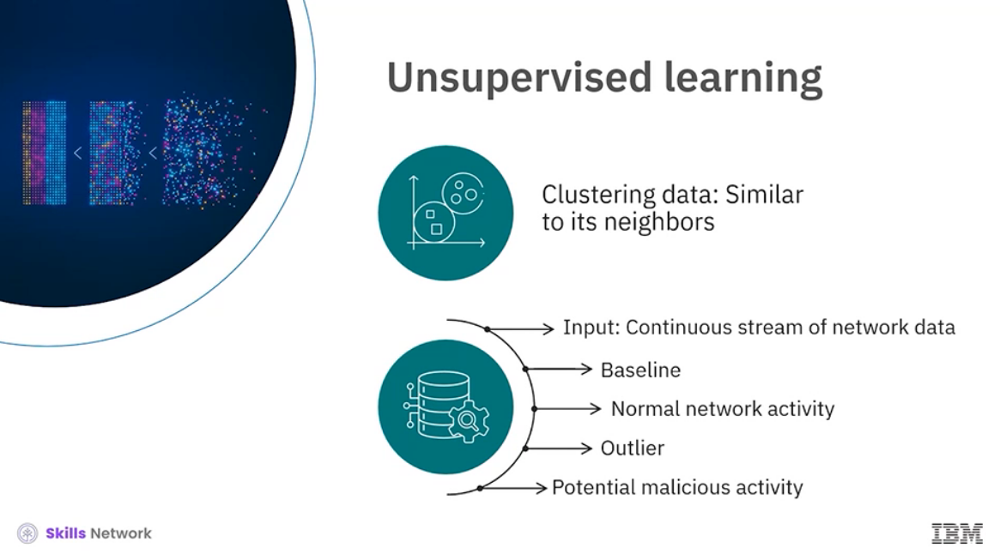 Unsupervised learning
Clustering data: Similar
to its neighbors
Input: Continuous stream of network data
Baseline
Normal network activity
Outlier
Potential malicious activity
Skills Network
IBM